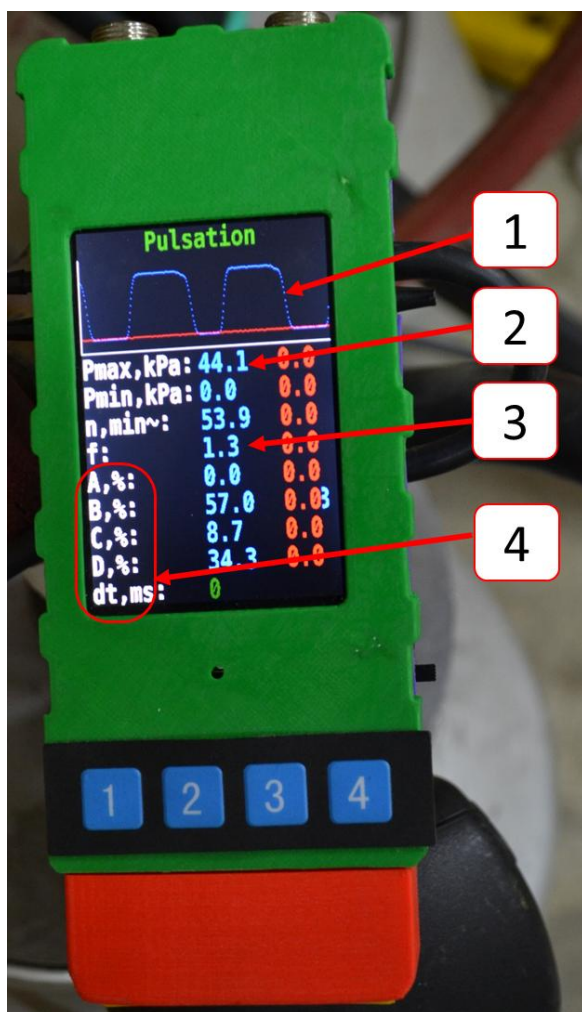 Pulsation
1
Pmax,kPa: 44.1 0.0
2
Pmin,kPa: 0.0 0.0
n,min~: 53.9 0.0
3
f: 1.3 0.0
A,%: 0.0 0.0
B,%: 57.0 0.03
C,%: 8.7 0.0
4
D,%: 34.3 0.0
dt,ms: 0
1 2 3 4